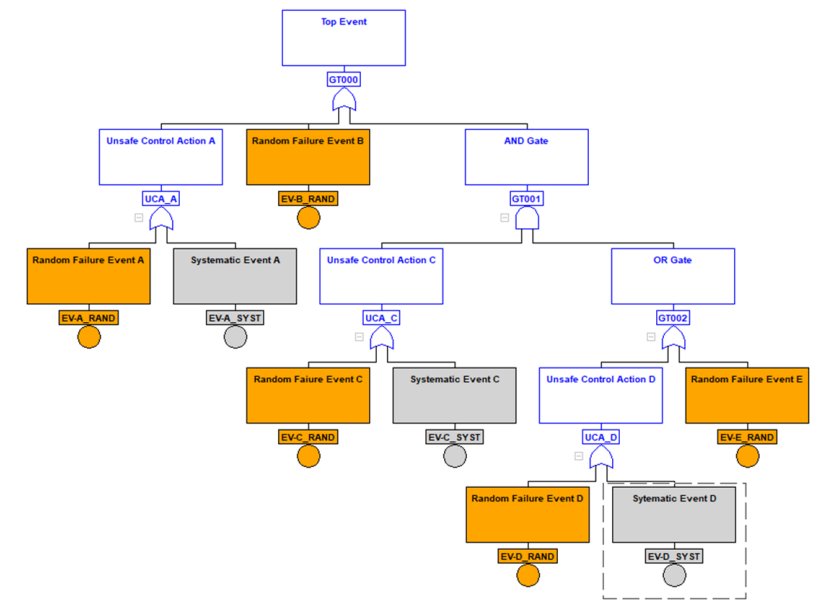 Top Event
GT000
Unsafe Control Action A
Random Failure Event B
AND Gate
UCA_A
EV-B_RAND
GT001
Random Failure Event A
Systematic Event A
Unsafe Control Action C
OR Gate
EV-A_RAND
EV-A_SYST
UCA_C
GT002
Random Faiure Event C
Systematic Event C
Unsafe Control Action D
Random Failure Event E
EV-C_RAND
EV-C_SYST
UCA_D
EV-E_RAND
Random Failure Event D
Sytematic Event D
EV-D_RAND
EV-D_SYST